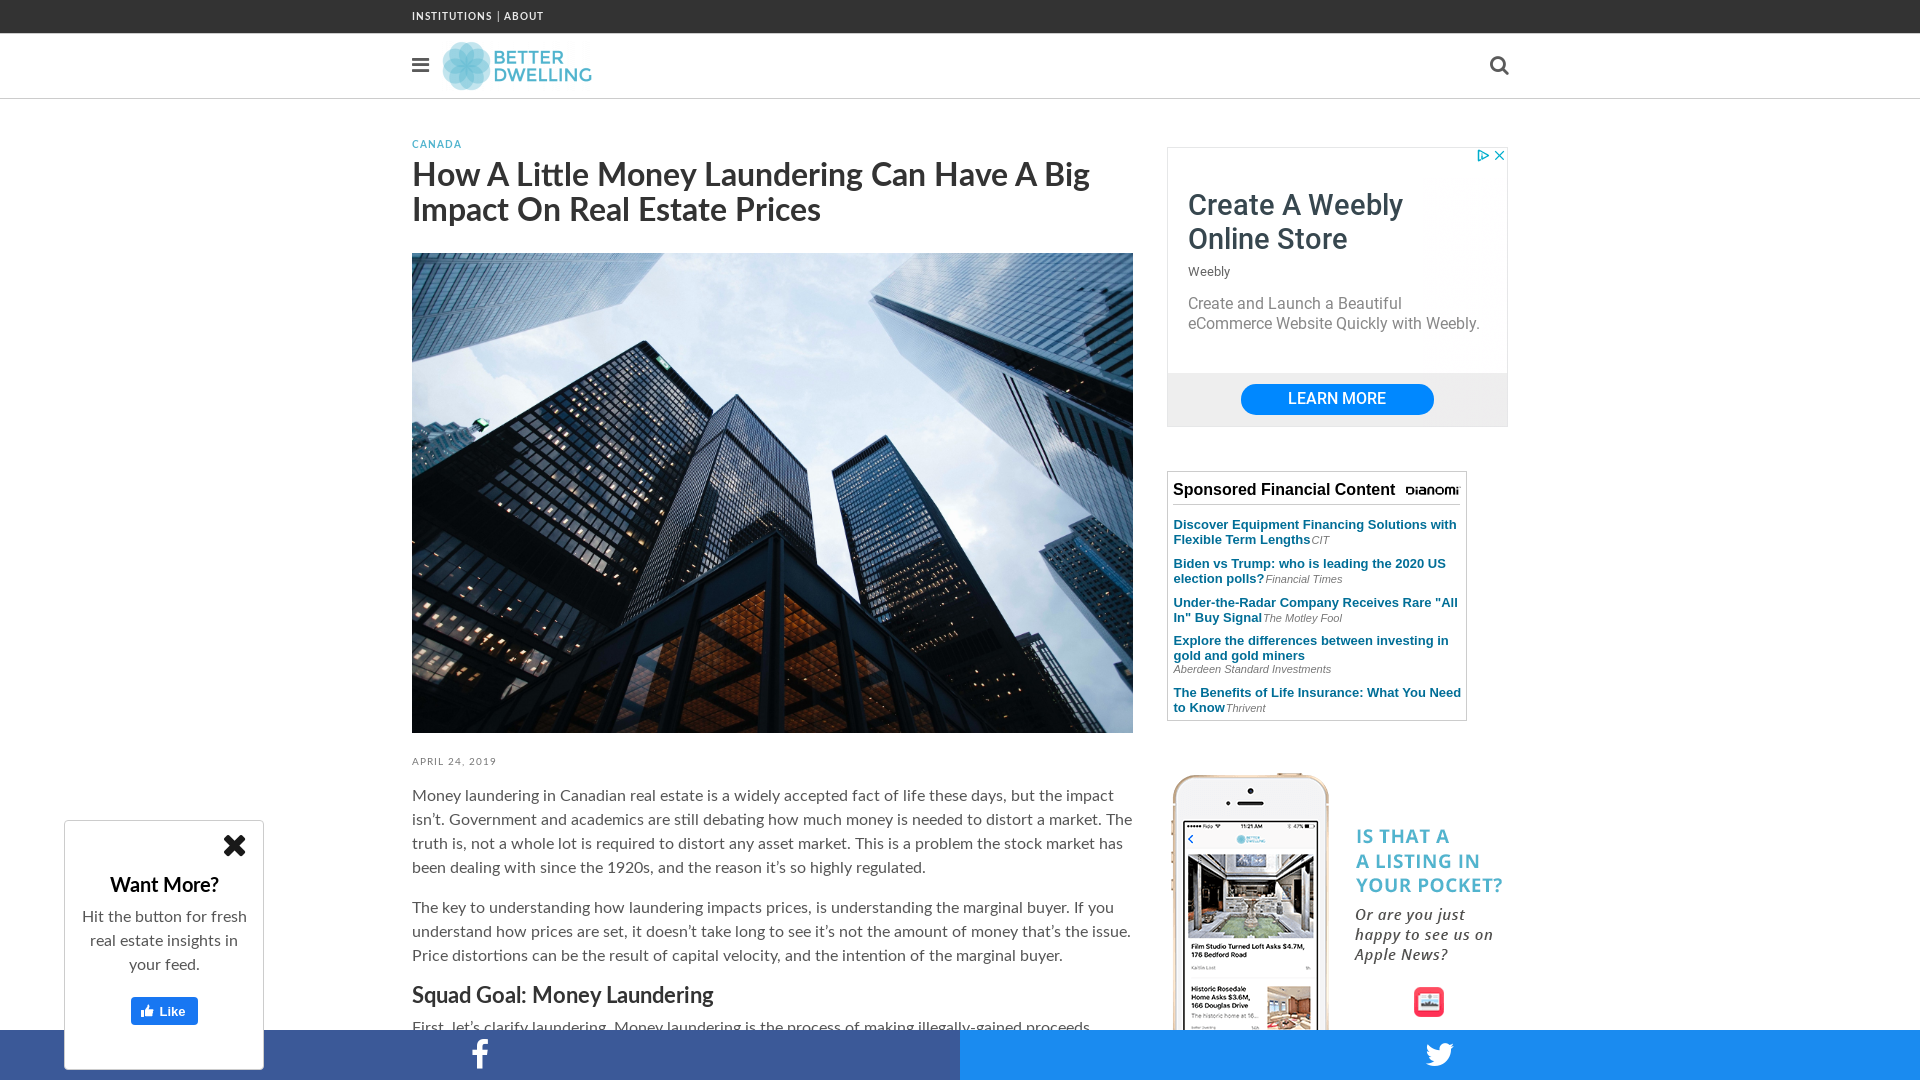 INSTITUTIONS | ABOUT
BETTER
DWELLING
CANADA
How A Little Money Laundering Can Have A Big
Impact On Real Estate Prices
APRIL 24, 2019
Money laundering in Canadian real estate is a widely accepted fact of life these days, but the impact
isn’t. Government and academics are still debating how much money is needed to distort a market. The
truth is, not a whole lot is required to distort any asset market. This is a problem the stock market has
been dealing with since the 1920s, and the reason it’s so highly regulated.
The key to understanding how laundering impacts prices, is understanding the marginal buyer. If you
understand how prices are set, it doesn’t take long to see it’s not the amount of money that’s the issue.
Price distortions can be the result of capital velocity, and the intention of the marginal buyer.
Squad Goal: Money Laundering
First, let’s clarify laundering. Money laundering is the process of making illegally-gained proceeds
Create A Weebly
Online Store
Weebly
Create and Launch a Beautiful
eCommerce Website Quickly with Weebly.
LEARN MORE
Sponsored Financial Content dianomi
Discover Equipment Financing Solutions with
Flexible Term Lengths CIT
Biden vs Trump: who is leading the 2020 US
election polls? Financial Times
Under-the-Radar Company Receives Rare "All
In" Buy Signal The Motley Fool
Explore the differences between investing in
gold and gold miners
Aberdeen Standard Investments
The Benefits of Life Insurance: What You Need
to Know Thrivent
11:21 AM 47%
Film Studio Turned Loft Asks $4.7M,
176 Bedford Road
Historic Rosedale
Home Asks $3.6M,
166 Douglas Drive
The historic home at 16...
IS THAT A
A LISTING IN
YOUR POCKET?
Or are you just
happy to see us on
Apple News?
Want More?
Hit the button for fresh
real estate insights in
your feed.
Like